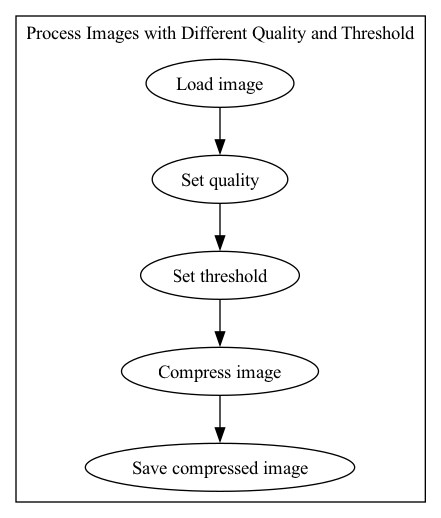 Process Images with Different Quality and Threshold
Load image
Set quality
Set threshold
Compress image
Save compressed image